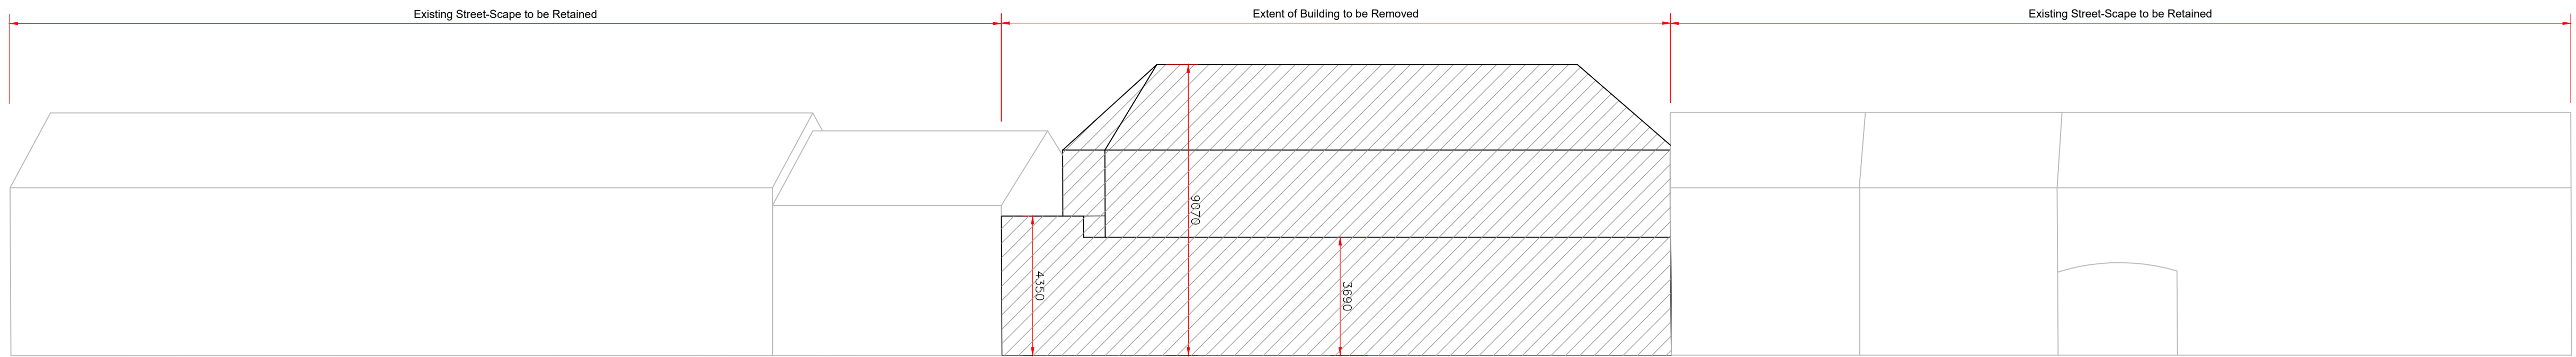 Existing Street-Scape to be Retained
Extent of Building to be Removed
Existing Street-Scape to be Retained
9070
4350
3690